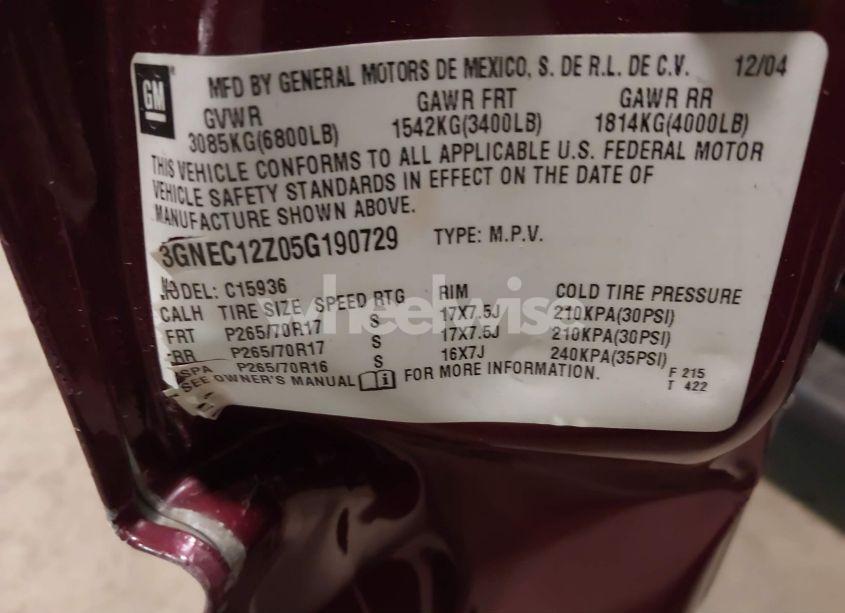 GM MFD BY GENERAL MOTORS DE MEXICO, S. DE R.L. DE C.V. 12/04
GVWR GAWR FRT GAWR RR
3085KG(6800LB) 1542KG(3400LB) 1814KG(4000LB)
THIS VEHICLE CONFORMS TO ALL APPLICABLE U.S. FEDERAL MOTOR
VEHICLE SAFETY STANDARDS IN EFFECT ON THE DATE OF
MANUFACTURE SHOWN ABOVE.
3GNEC12Z05G190729 TYPE: M.P.V.
MODEL: C15936
CALH TIRE SIZE SPEED RTG RIM COLD TIRE PRESSURE
FRT P265/70R17 S 17X7.5J 210KPA(30PSI)
RR P265/70R17 S 17X7.5J 210KPA(30PSI)
SPA P265/70R16 S 16X7J 240KPA(35PSI)
SEE OWNER'S MANUAL FOR MORE INFORMATION.
F 215
T 422
wheelwise